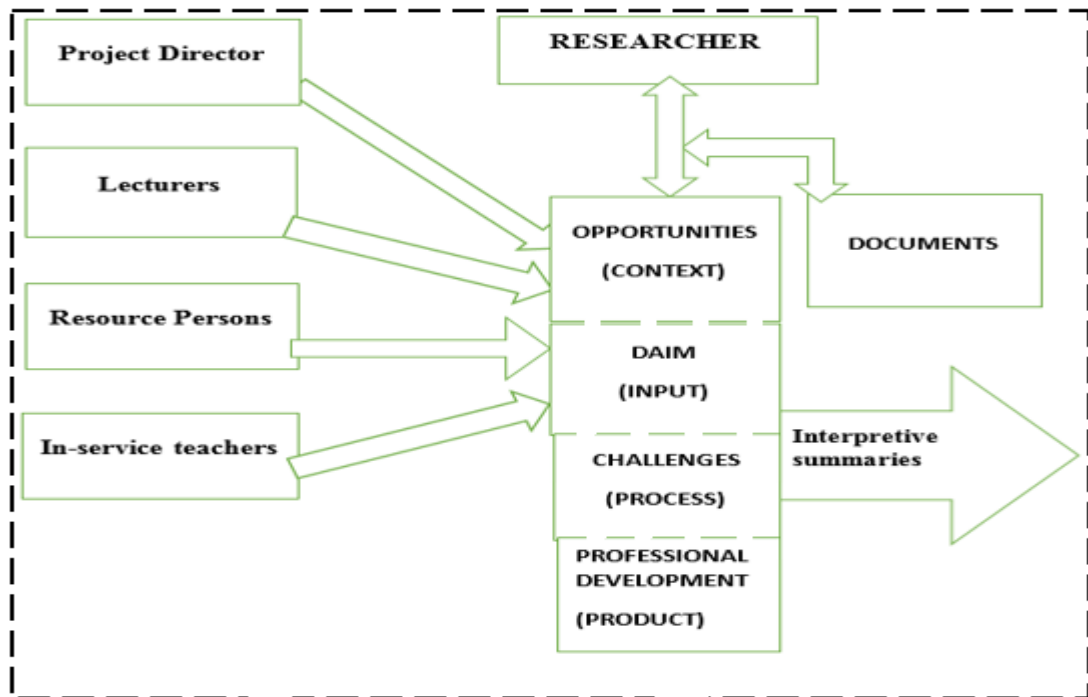 Project Director
RESEARCHER
Lecturers
OPPORTUNITIES
(CONTEXT)
DOCUMENTS
Resource Persons
DAIM
(INPUT)
In-service teachers
CHALLENGES
(PROCESS)
Interpretive
summaries
PROFESSIONAL
DEVELOPMENT
(PRODUCT)